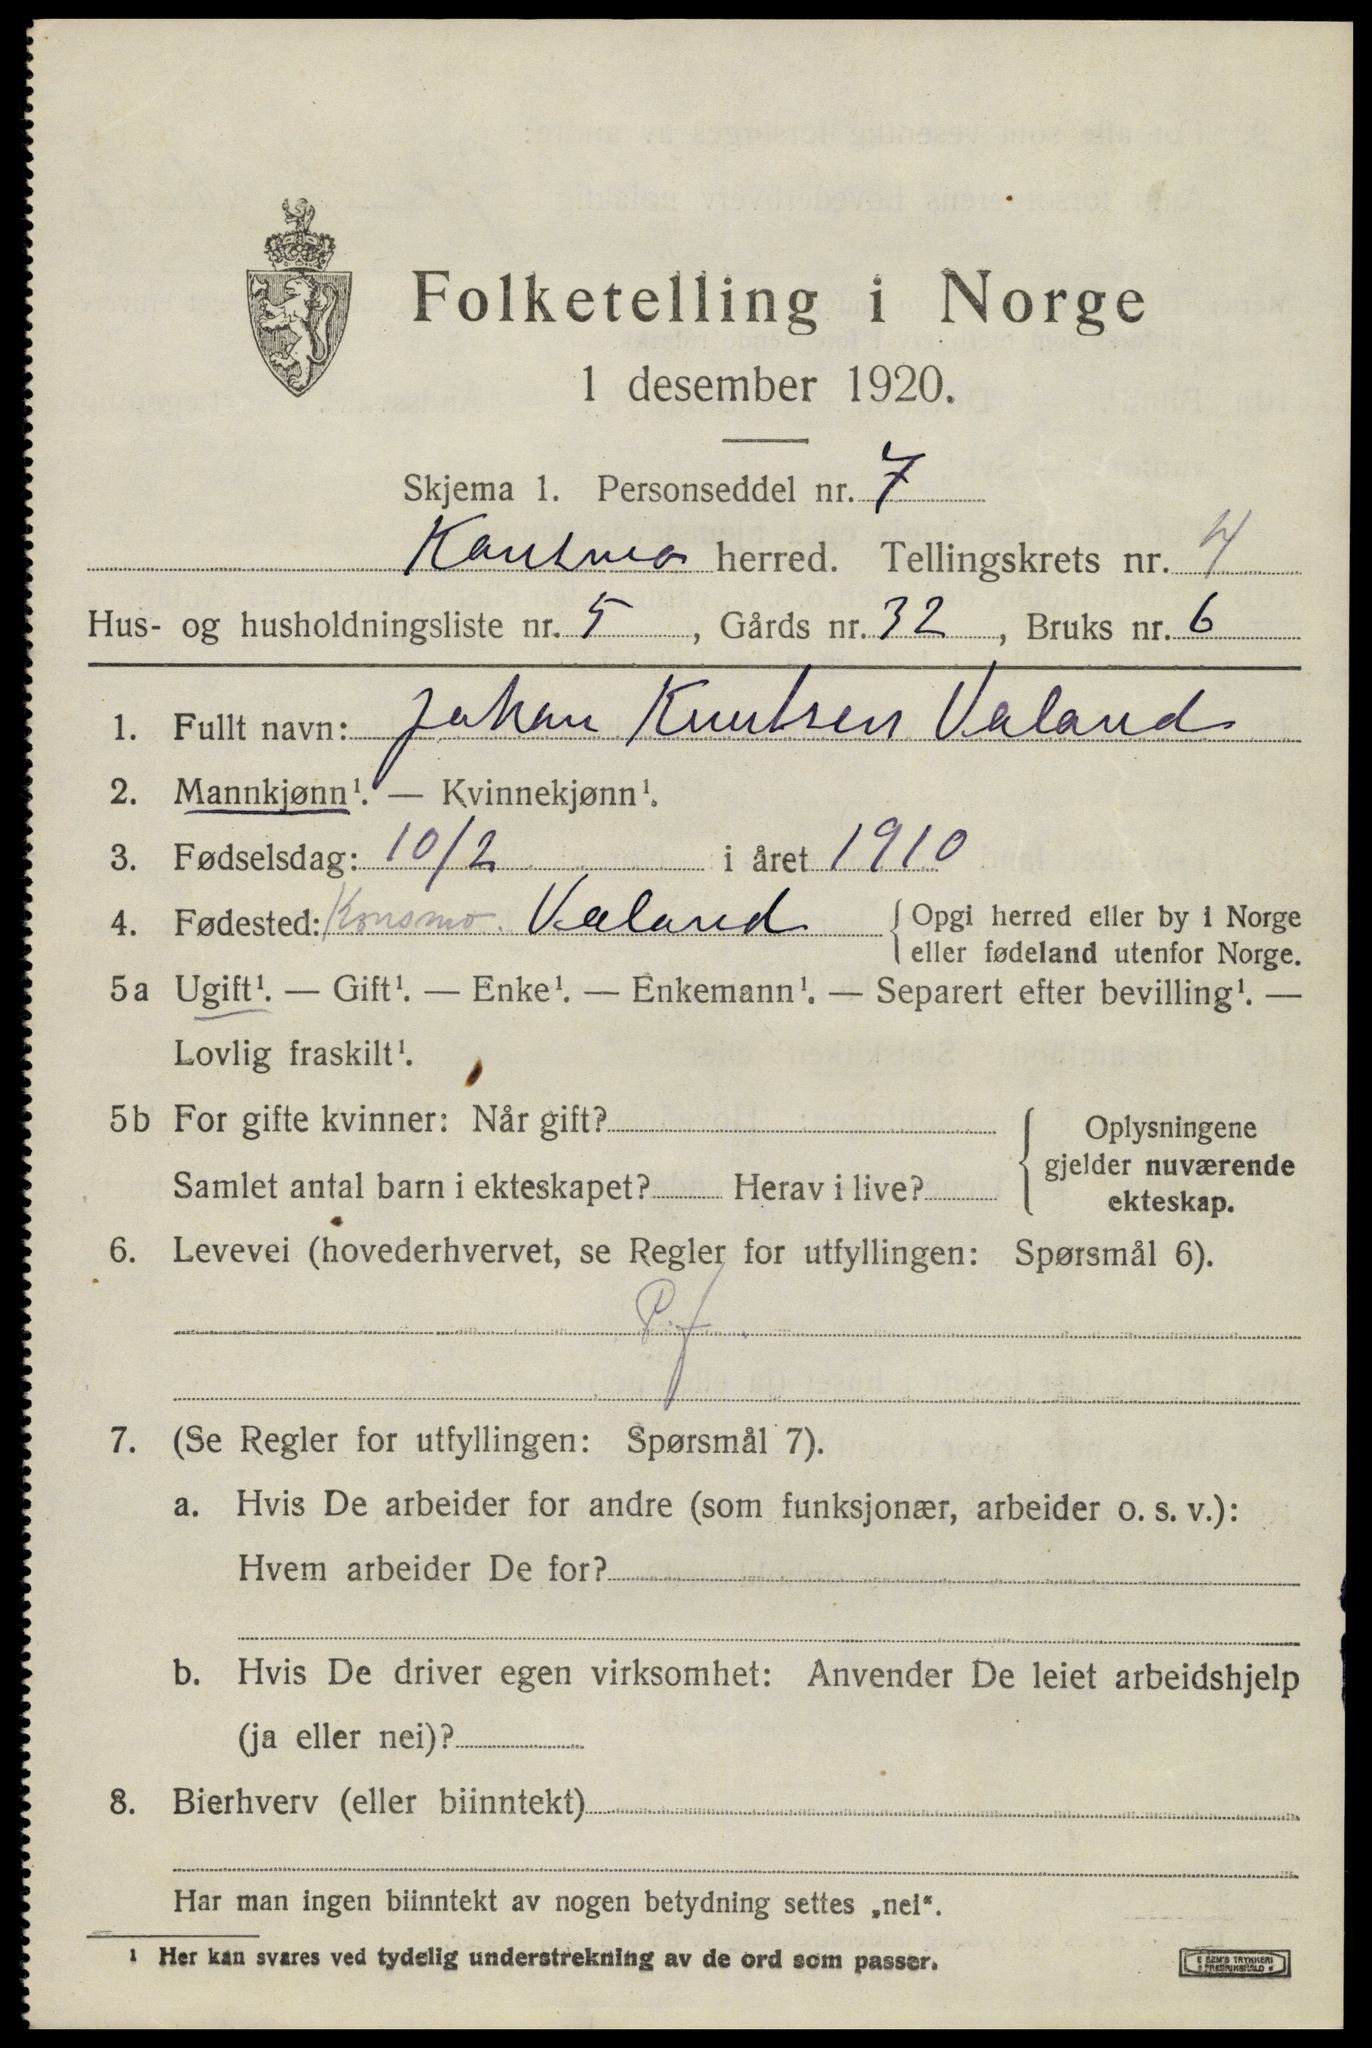 Folketelling i Norge
1 desember 1920.
Skjema 1. Personseddel nr. 7
Konsmo herred. Tellingskrets nr. 4
Hus- og husholdningsliste nr. 5, Gårds nr. 32, Bruks nr. 6
1. Fullt navn: Johan Knutsen Valand
2. Mannkjønn¹. — Kvinnekjønn¹.
3. Fødselsdag: 10/2 i året 1910
4. Fødested: Konsmo. Valand { Opgi herred eller by i Norge
eller fødeland utenfor Norge.
5a Ugift¹. — Gift¹. — Enke¹. — Enkemann¹. — Separert efter bevilling¹. —
Lovlig fraskilt¹.
5b For gifte kvinner: Når gift?
Samlet antal barn i ekteskapet? Herav i live?
{ Oplysningene
gjelder nuværende
ekteskap.
6. Levevei (hovederhvervet, se Regler for utfyllingen: Spørsmål 6).
P.f.
7. (Se Regler for utfyllingen: Spørsmål 7).
a. Hvis De arbeider for andre (som funksjonær, arbeider o. s. v.):
Hvem arbeider De for?
b. Hvis De driver egen virksomhet: Anvender De leiet arbeidshjelp
(ja eller nei)?
8. Bierhverv (eller biinntekt)
Har man ingen biinntekt av nogen betydning settes „nei“.
¹ Her kan svares ved tydelig understrekning av de ord som passer.